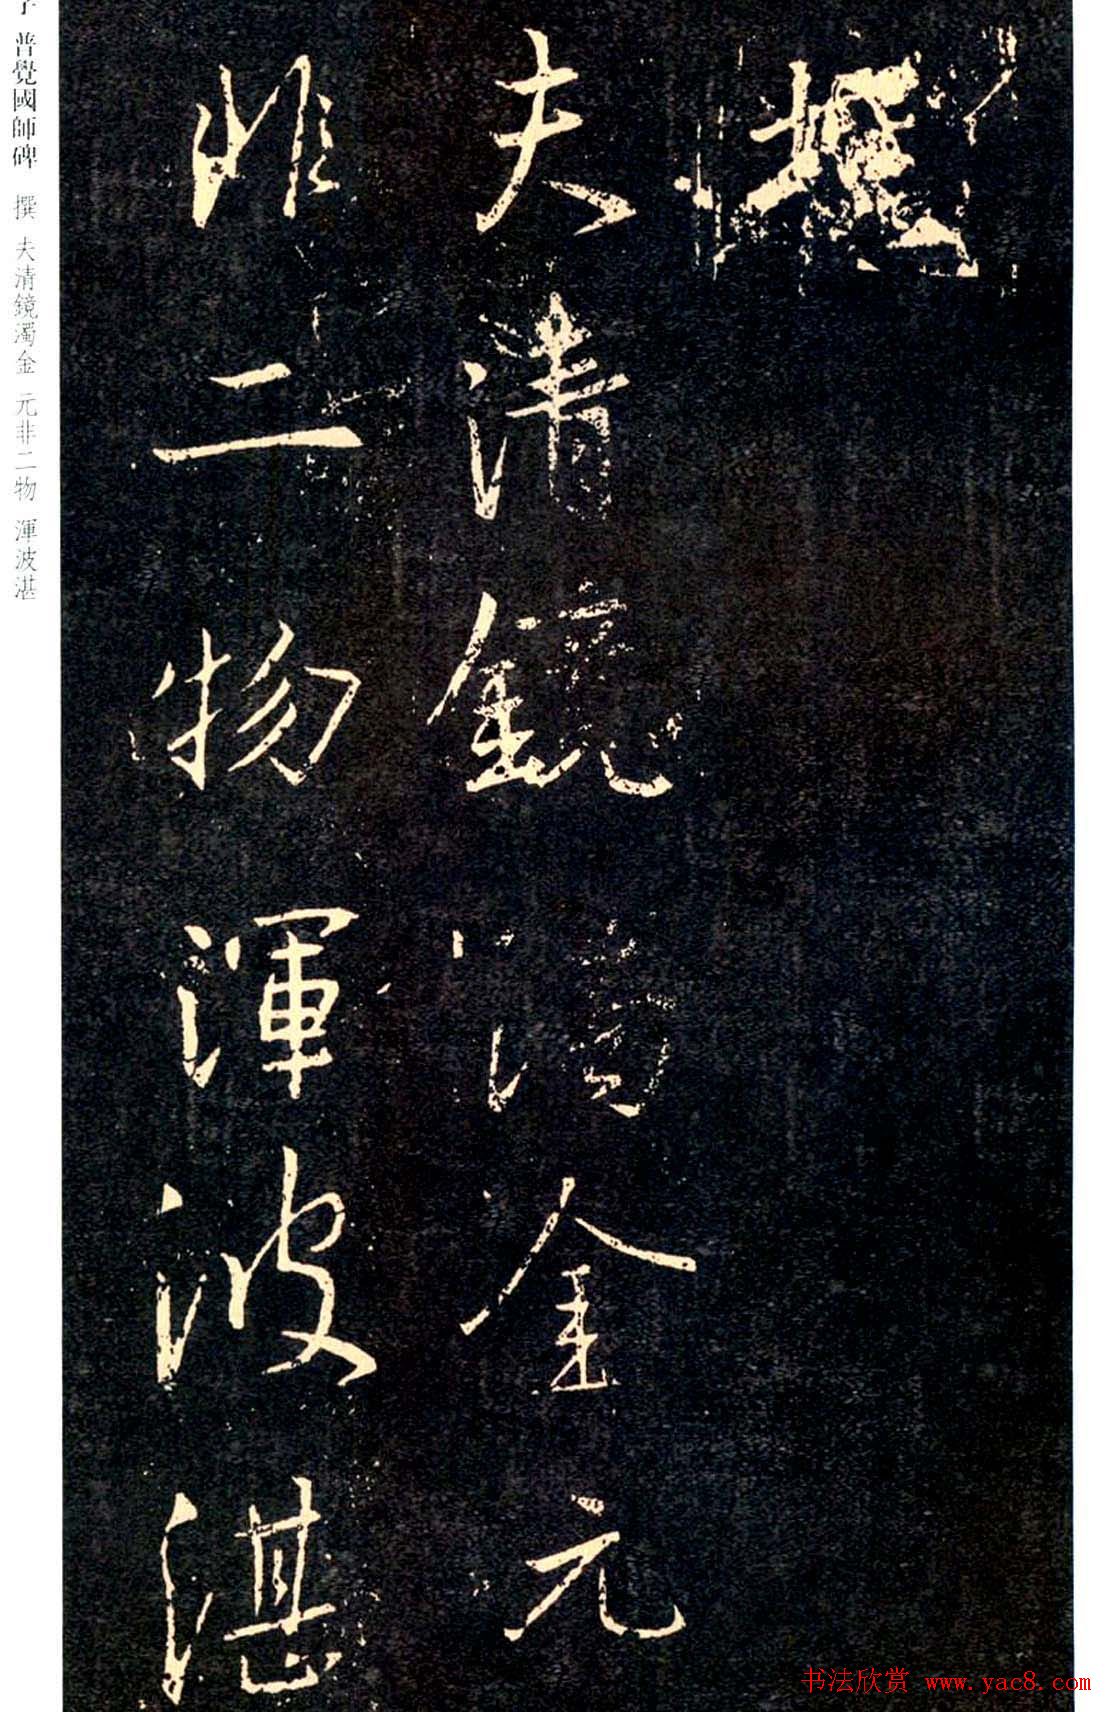 撰
夫清鏡濁金元
非二物渾波湛
普覺國師碑 撰 夫清鏡濁金 元非二物 渾波湛
书法欣赏 www.yac8.com